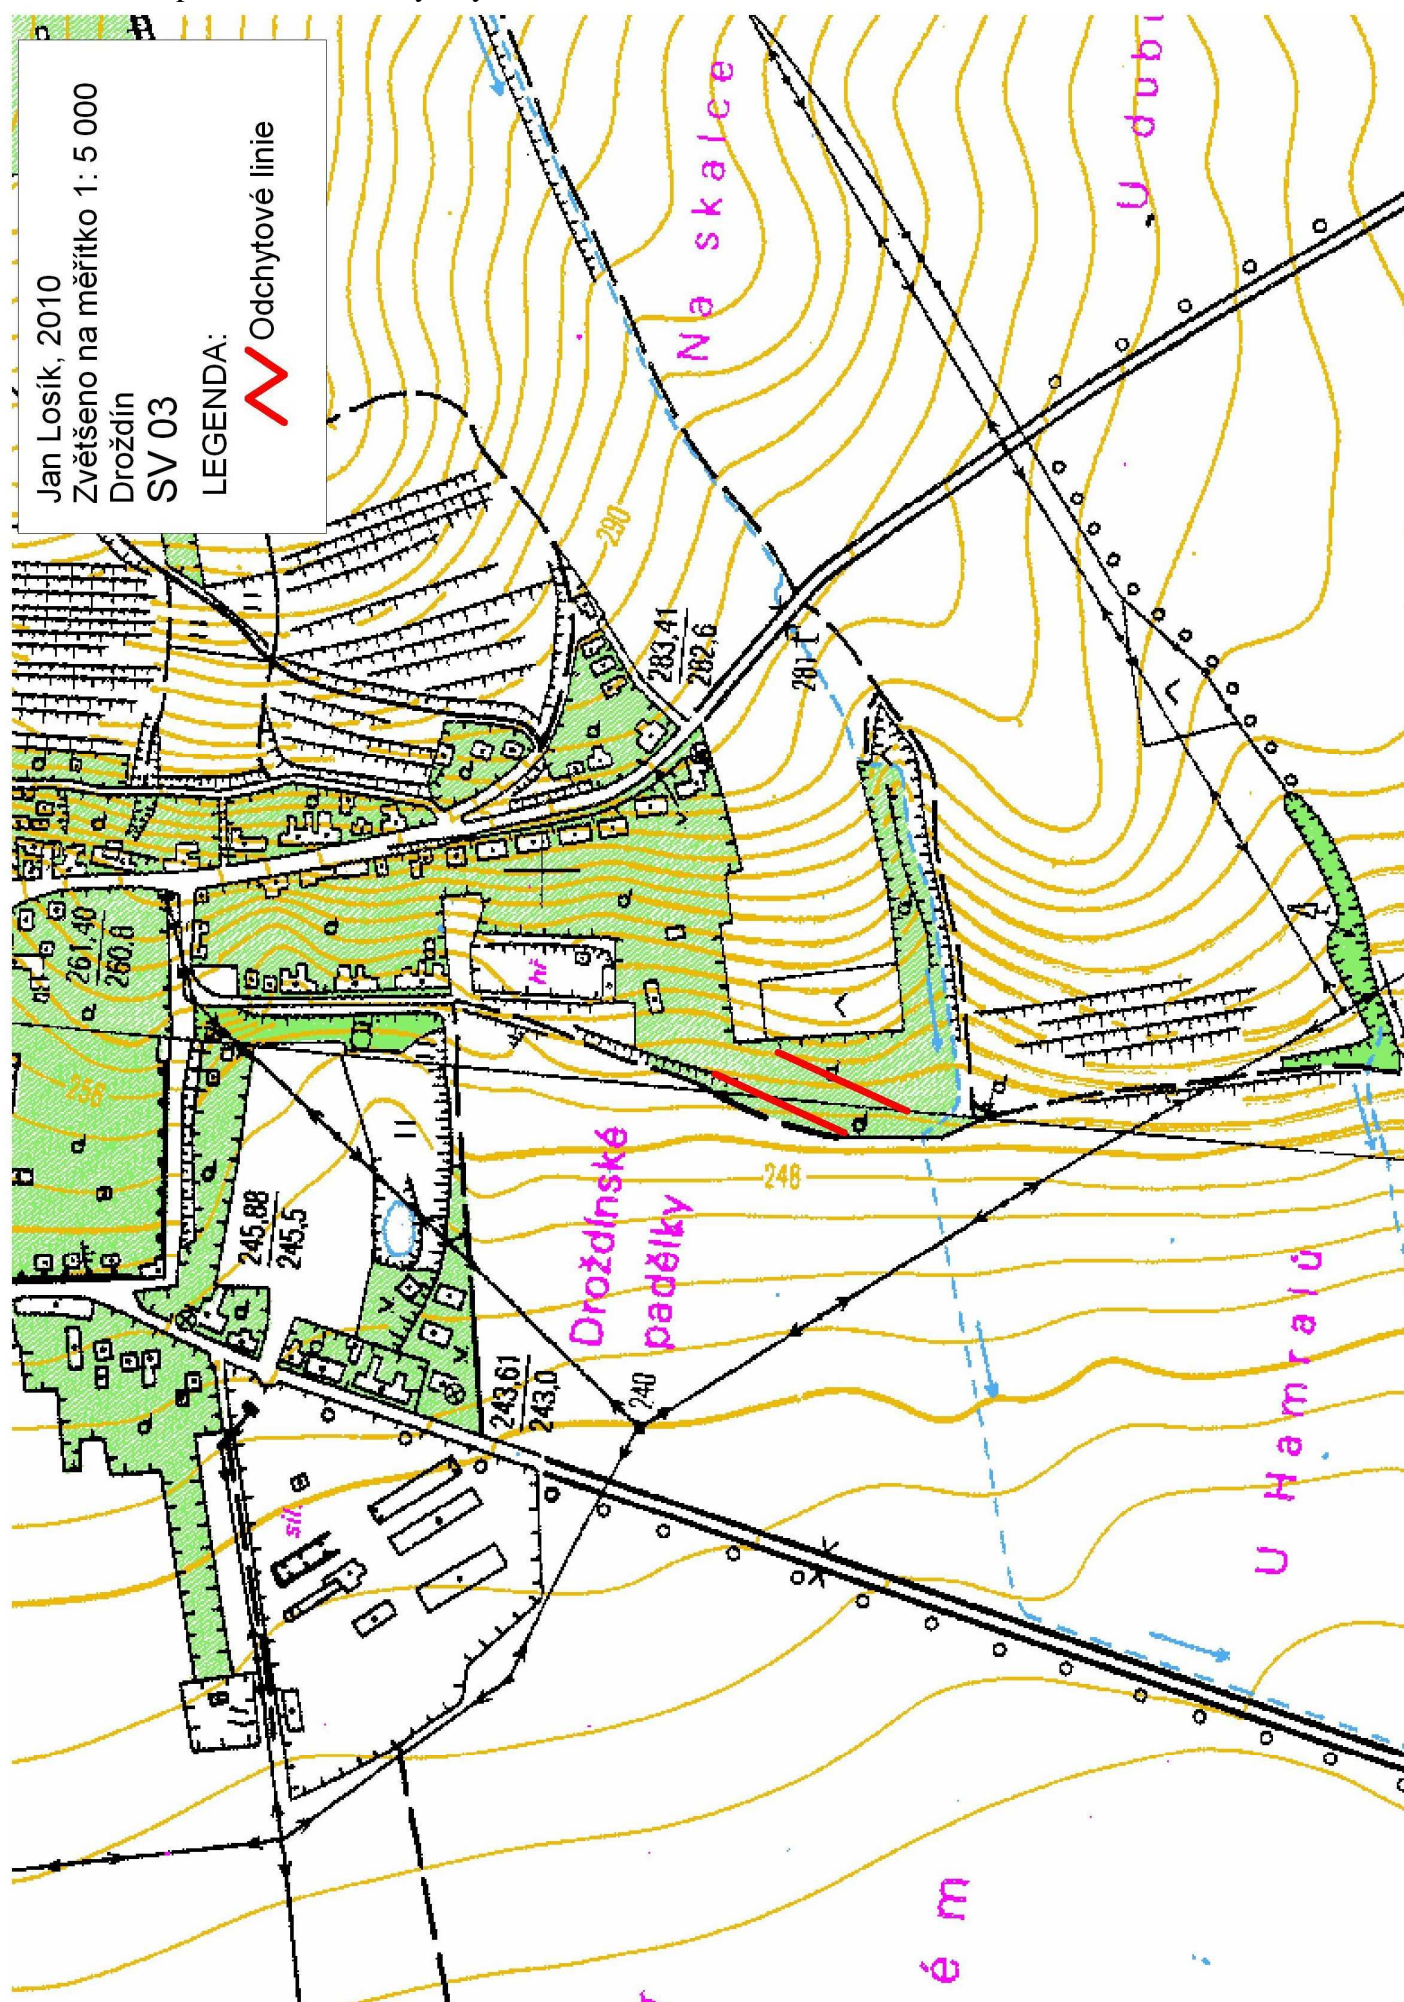 Jan Losík, 2010
Zvětšeno na měřítko 1: 5 000
Droždín
SV 03
LEGENDA:
Odchytové linie
Na skalce
U dubu
290
283,41
282,6
281
261,40
260,8
hř
256
248
245,88
245,5
Droždínské
padělky
243,61
243,0
240
sil.
U Hamralů
ém